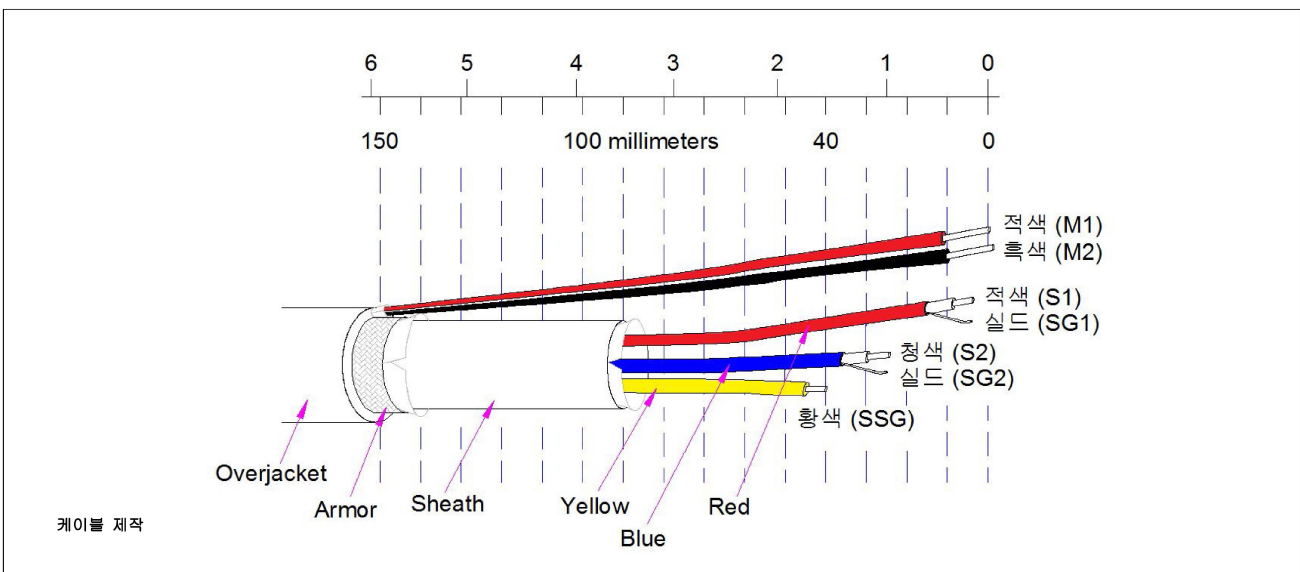 6 5 4 3 2 1 0
150 100 millimeters 40 0
적색 (M1)
흑색 (M2)
적색 (S1)
실드 (SG1)
청색 (S2)
실드 (SG2)
황색 (SSG)
Overjacket
Armor
Sheath
Yellow
Blue
Red
케이블 제작